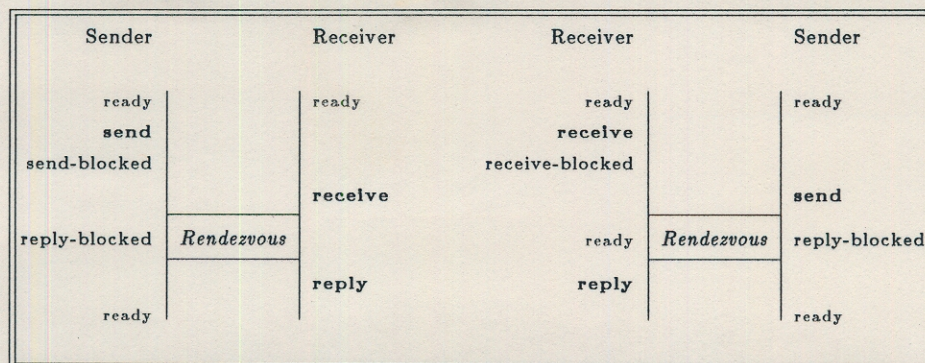 Sender Receiver Receiver Sender
ready ready ready ready
send receive
send-blocked receive-blocked
receive send
reply-blocked Rendezvous ready Rendezvous reply-blocked
reply reply
ready ready